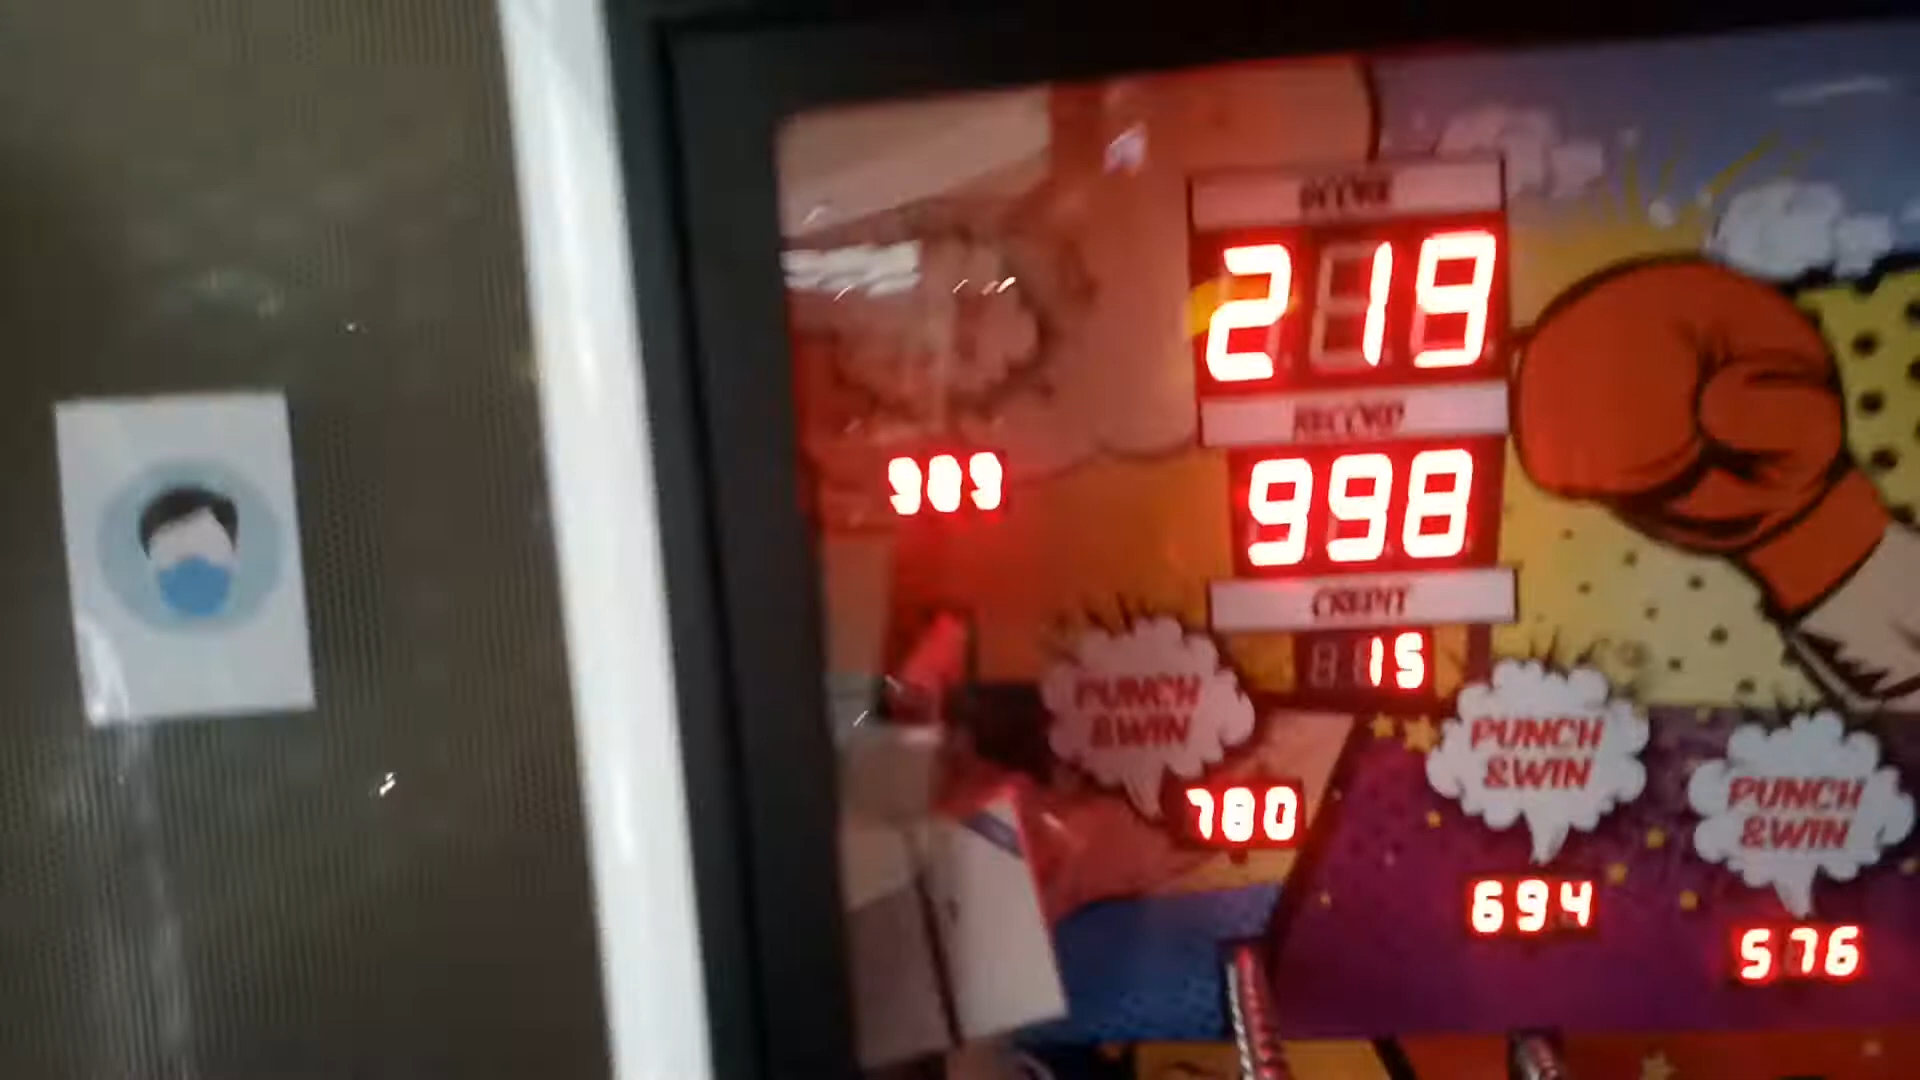 SCORE
219
RECORD
998
909
CREDIT
15
PUNCH
&WIN
780
PUNCH
&WIN
694
PUNCH
&WIN
576